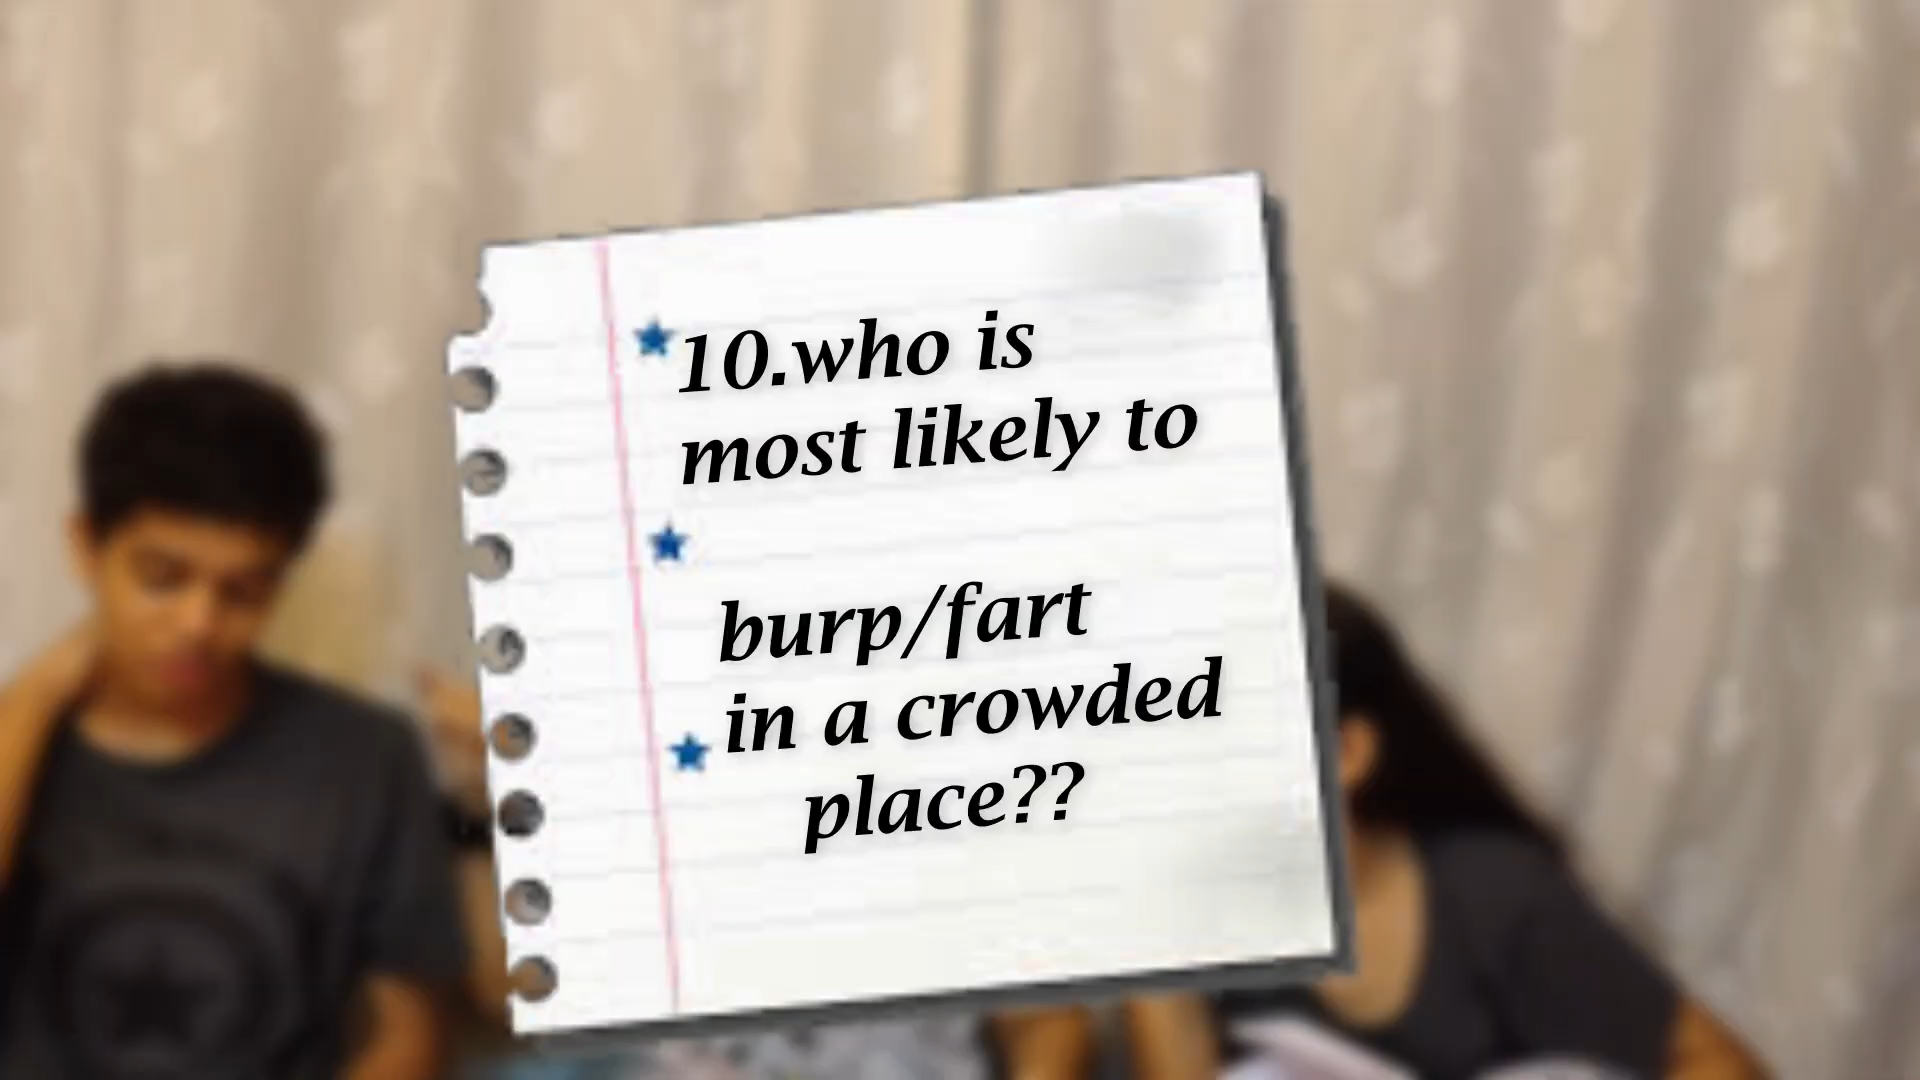 10.who is
most likely to
burp/fart
in a crowded
place??